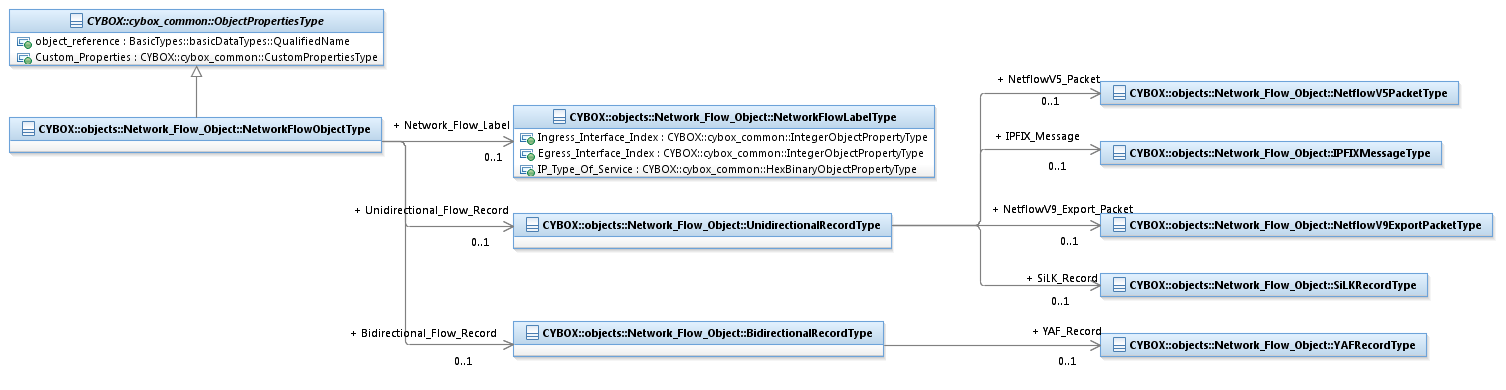 CYBOX::cybox_common::ObjectPropertiesType
object_reference : BasicTypes::basicDataTypes::QualifiedName
Custom_Properties : CYBOX::cybox_common::CustomPropertiesType
CYBOX::objects::Network_Flow_Object::NetworkFlowObjectType
+ Network_Flow_Label
0..1
CYBOX::objects::Network_Flow_Object::NetworkFlowLabelType
Ingress_Interface_Index : CYBOX::cybox_common::IntegerObjectPropertyType
Egress_Interface_Index : CYBOX::cybox_common::IntegerObjectPropertyType
IP_Type_Of_Service : CYBOX::cybox_common::HexBinaryObjectPropertyType
+ Unidirectional_Flow_Record
0..1
CYBOX::objects::Network_Flow_Object::UnidirectionalRecordType
+ Bidirectional_Flow_Record
0..1
CYBOX::objects::Network_Flow_Object::BidirectionalRecordType
+ NetflowV5_Packet
0..1
CYBOX::objects::Network_Flow_Object::NetflowV5PacketType
+ IPFIX_Message
0..1
CYBOX::objects::Network_Flow_Object::IPFIXMessageType
+ NetflowV9_Export_Packet
0..1
CYBOX::objects::Network_Flow_Object::NetflowV9ExportPacketType
+ SiLK_Record
0..1
CYBOX::objects::Network_Flow_Object::SiLKRecordType
+ YAF_Record
0..1
CYBOX::objects::Network_Flow_Object::YAFRecordType